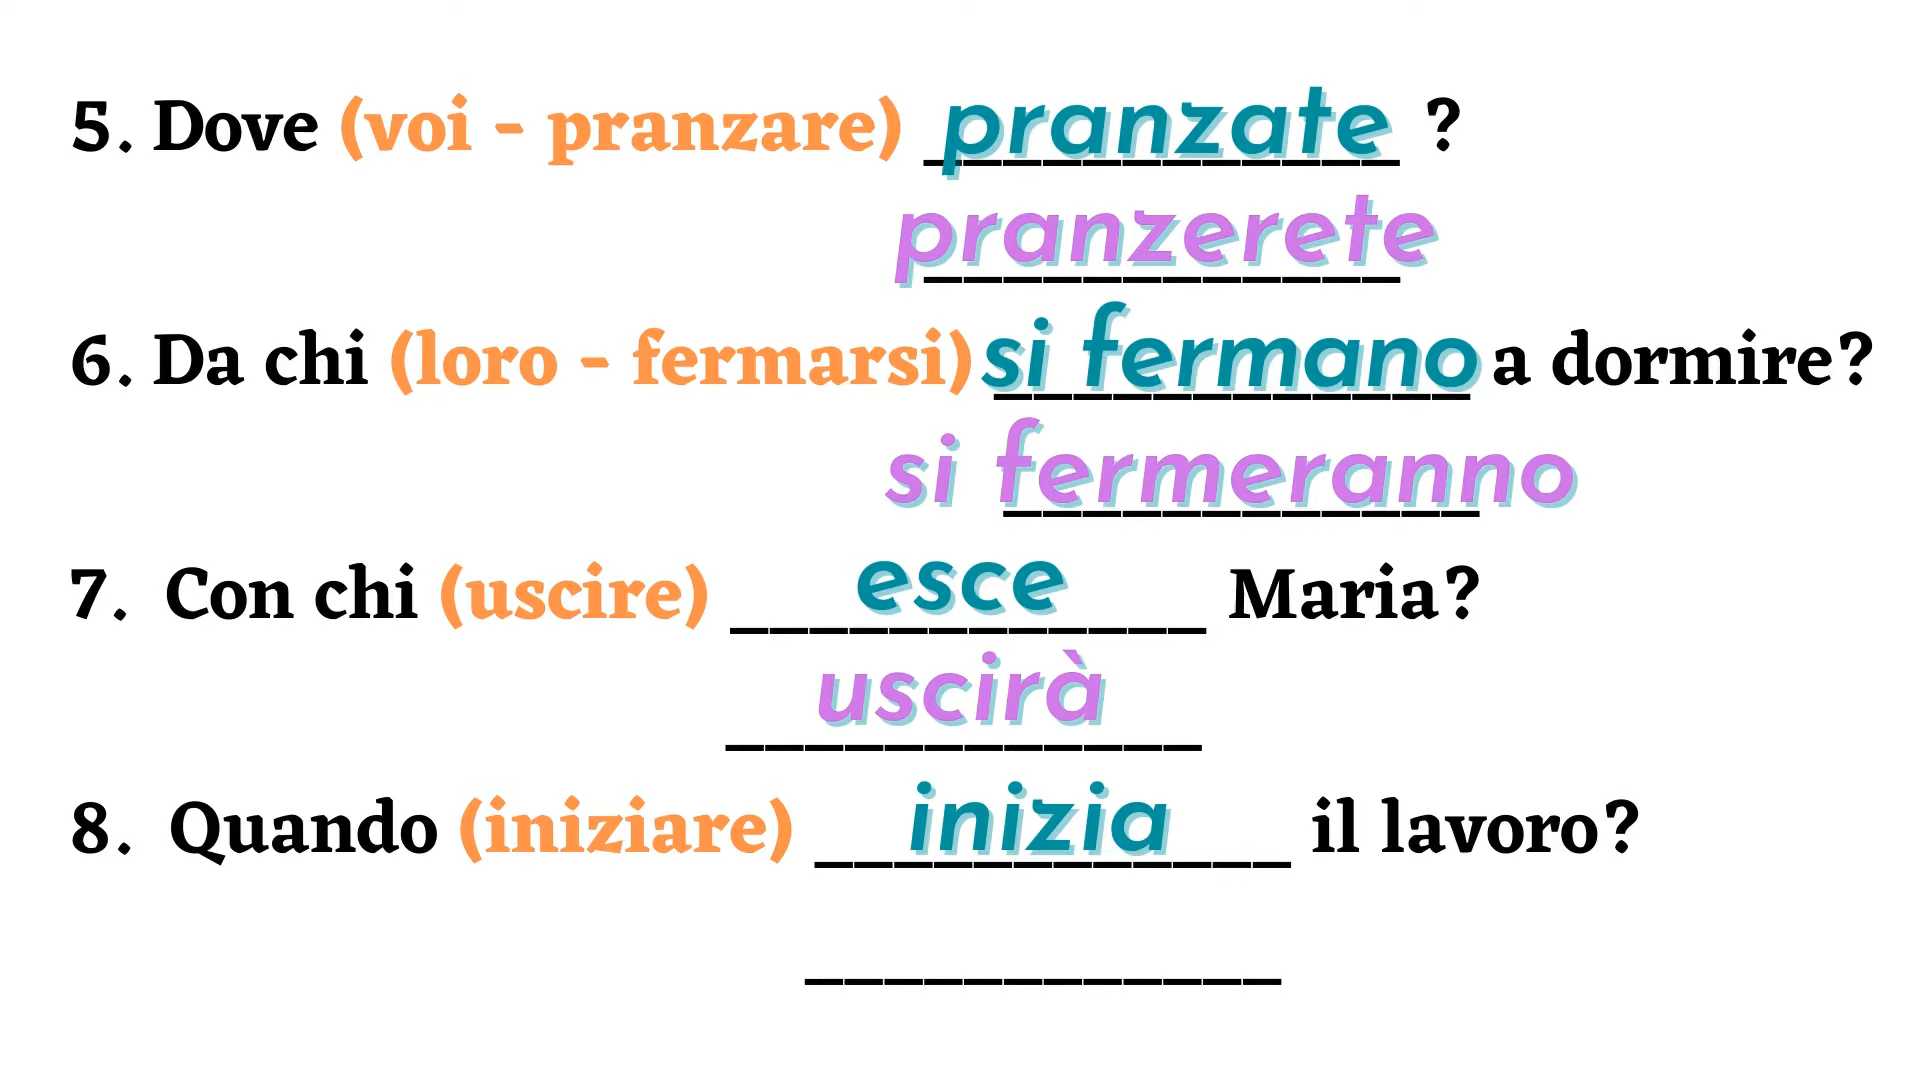 5. Dove (voi - pranzare) pranzate ?
pranzerete
6. Da chi (loro - fermarsi) si fermano a dormire?
si fermeranno
7. Con chi (uscire) esce Maria?
uscirà
8. Quando (iniziare) inizia il lavoro?
____________